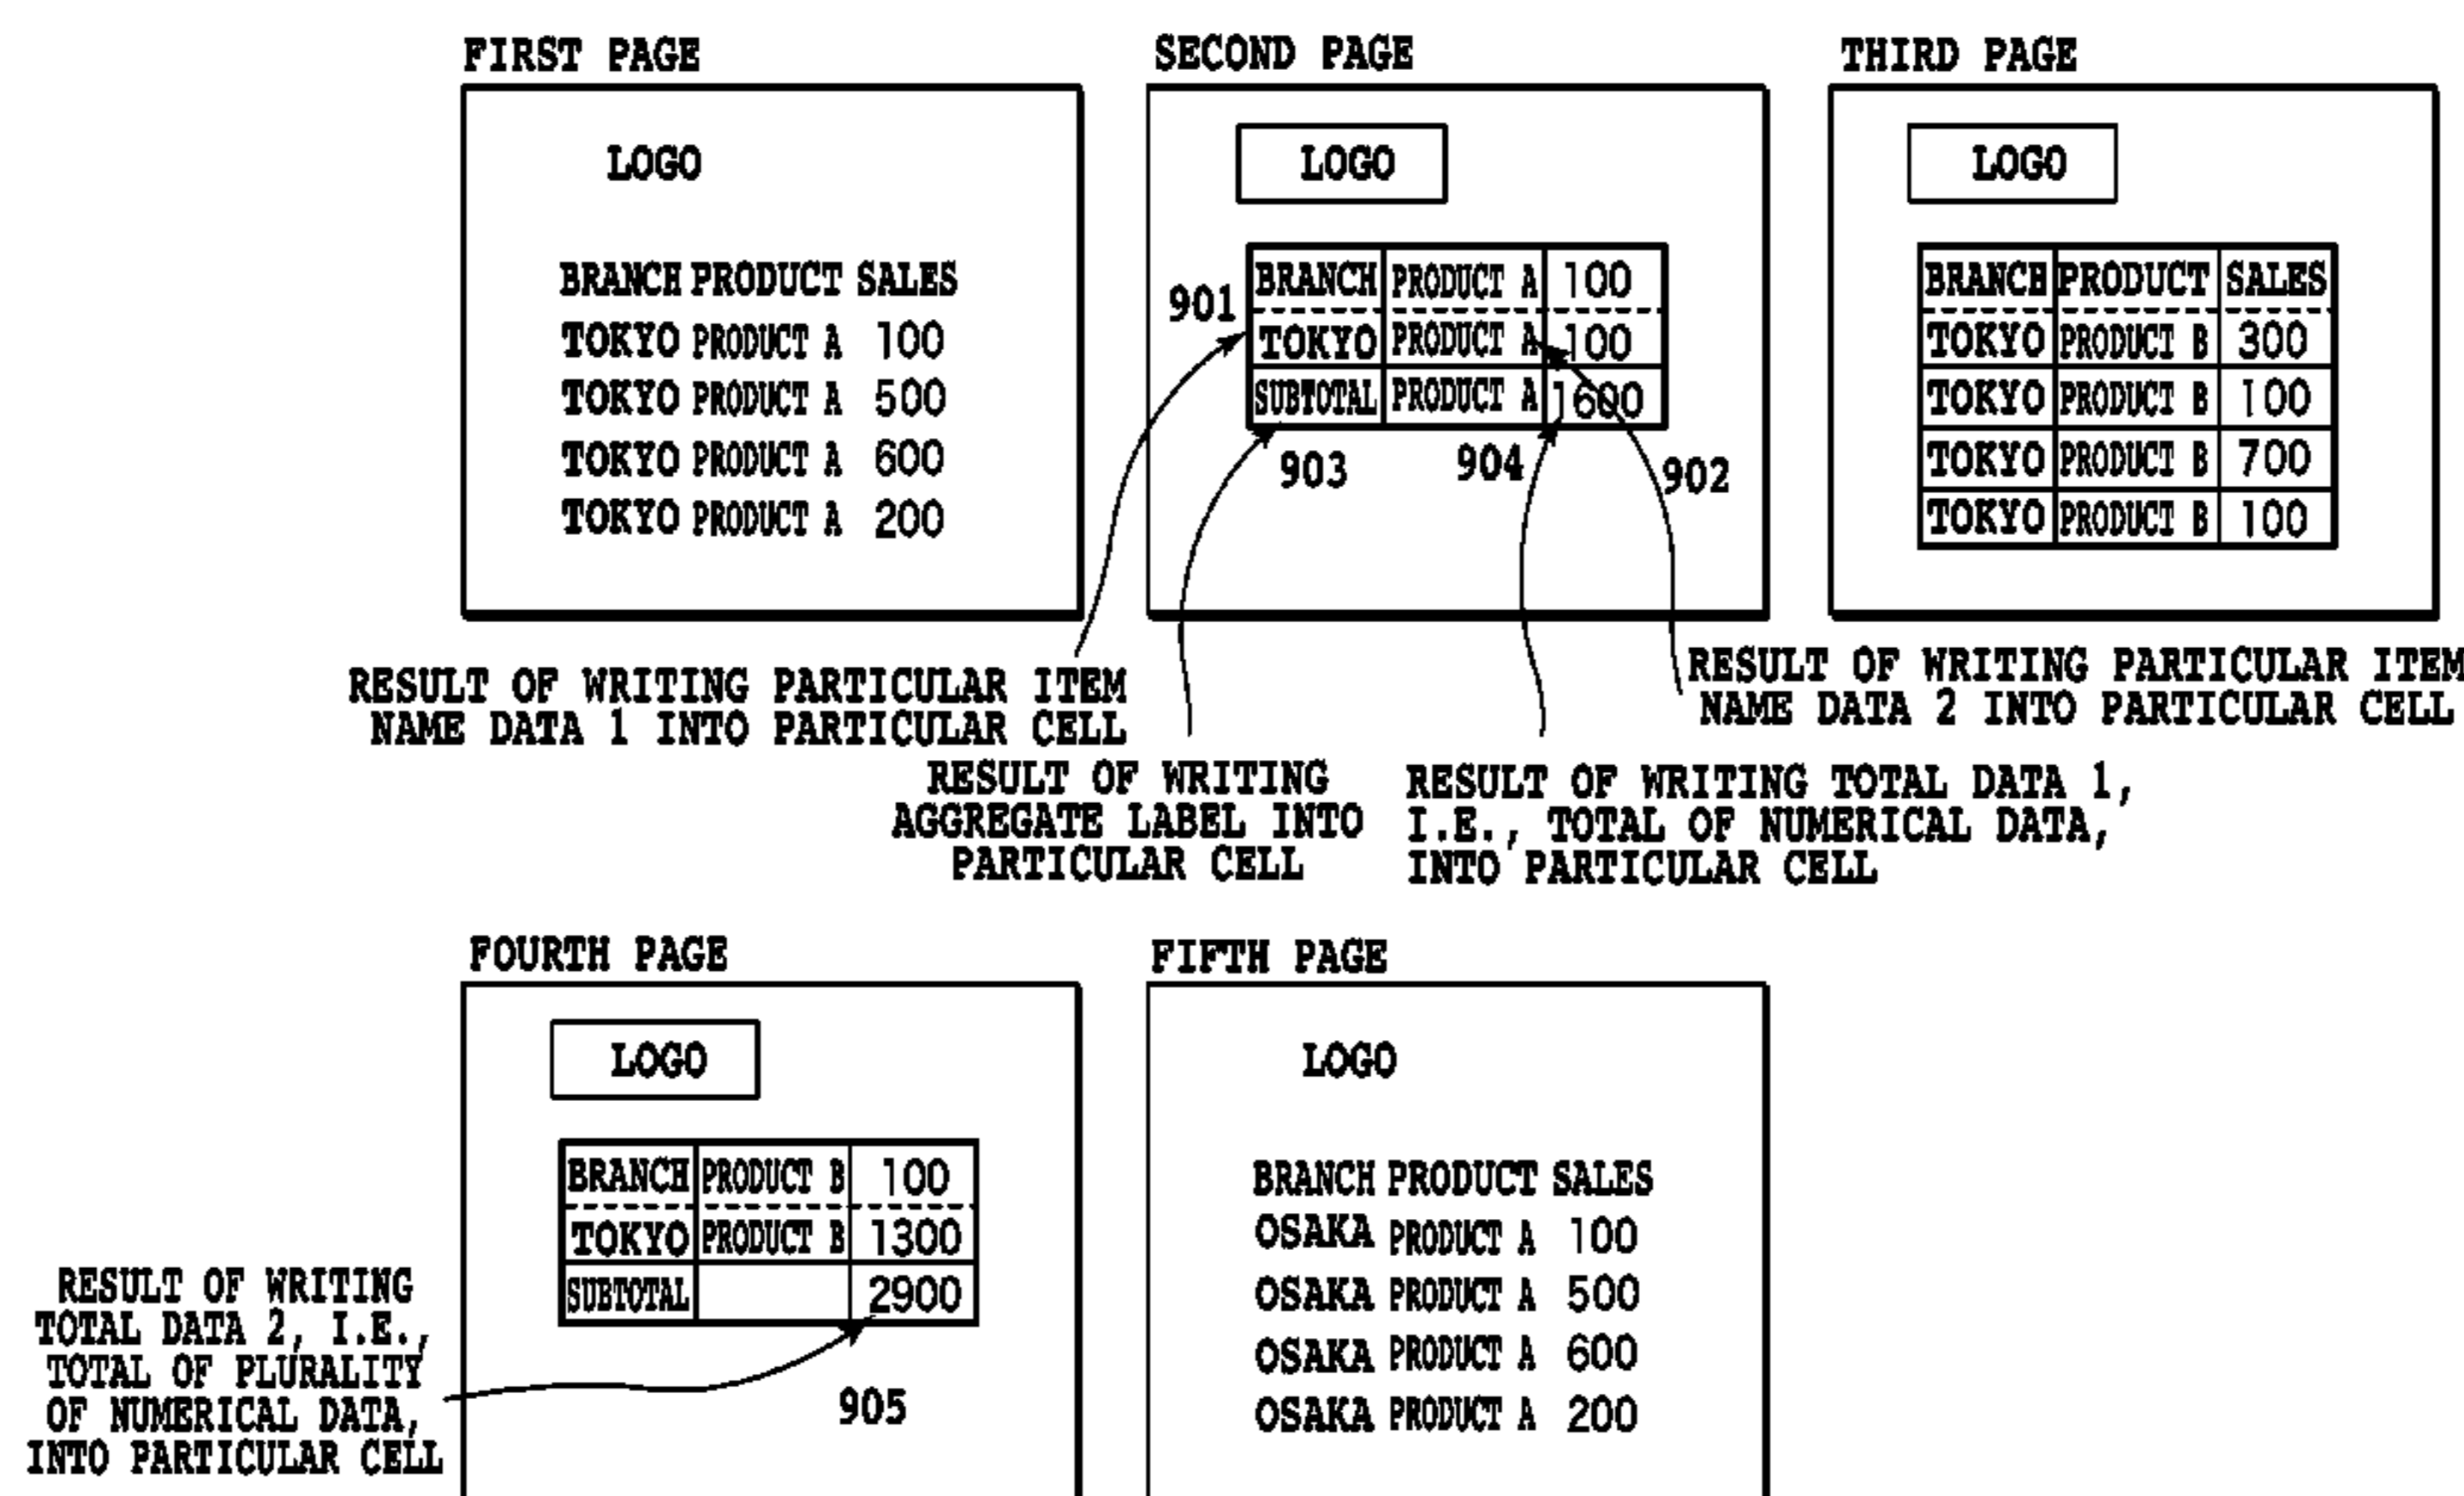 FIRST PAGE
LOGO
BRANCH PRODUCT SALES
TOKYO PRODUCT A 100
TOKYO PRODUCT A 500
TOKYO PRODUCT A 600
TOKYO PRODUCT A 200
SECOND PAGE
LOGO
BRANCH PRODUCT A 100
TOKYO PRODUCT A 100
SUBTOTAL PRODUCT A 1600
901
903
904
902
THIRD PAGE
LOGO
BRANCH PRODUCT SALES
TOKYO PRODUCT B 300
TOKYO PRODUCT B 100
TOKYO PRODUCT B 700
TOKYO PRODUCT B 100
RESULT OF WRITING PARTICULAR ITEM
NAME DATA 1 INTO PARTICULAR CELL
RESULT OF WRITING
AGGREGATE LABEL INTO
PARTICULAR CELL
RESULT OF WRITING TOTAL DATA 1,
I.E., TOTAL OF NUMERICAL DATA,
INTO PARTICULAR CELL
RESULT OF WRITING PARTICULAR ITEM
NAME DATA 2 INTO PARTICULAR CELL
FOURTH PAGE
LOGO
BRANCH PRODUCT B 100
TOKYO PRODUCT B 1300
SUBTOTAL 2900
905
RESULT OF WRITING
TOTAL DATA 2, I.E.,
TOTAL OF PLURALITY
OF NUMERICAL DATA,
INTO PARTICULAR CELL
FIFTH PAGE
LOGO
BRANCH PRODUCT SALES
OSAKA PRODUCT A 100
OSAKA PRODUCT A 500
OSAKA PRODUCT A 600
OSAKA PRODUCT A 200